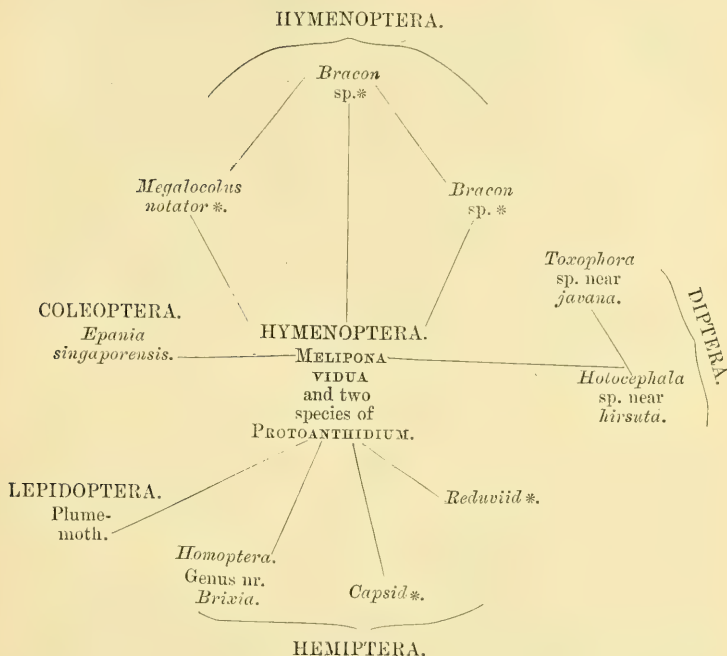 HYMENOPTERA.
Bracon
sp.*
Megalocolus
notator *.
Bracon
sp. *
Toxophora
sp. near
javana.
DIPTERA.
COLEOPTERA.
Epania
singaporensis.
HYMENOPTERA.
MELIPONA
VIDUA
and two
species of
PROTOANTHIDIUM.
Holocephala
sp. near
hirsuta.
LEPIDOPTERA.
Plume-
moth.
Reduviid *.
Homoptera.
Genus nr.
Brixia.
Capsid *.
HEMIPTERA.